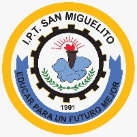 I.P.T. SAN MIGUELITO
1991
EDUCAR PARA UN FUTURO MEJOR